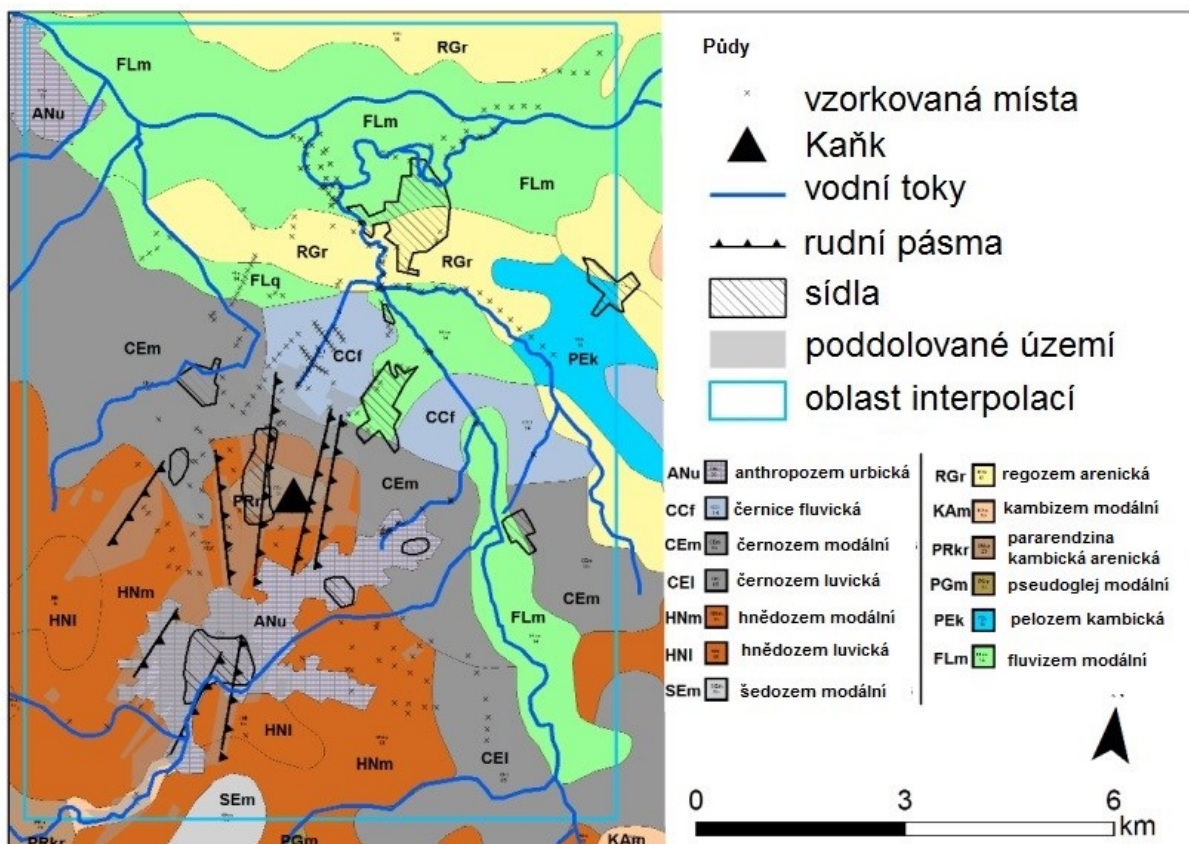 RGr
FLm
ANu
FLm
FLm
RGr
RGr
FLq
CEm
CCf
PEk
CCf
CEm
PRr
HNm
HNl
ANu
FLm
CEm
HNl
HNm
CEl
SEm
PRkr
PGm
KAm
Půdy
vzorkovaná místa
Kaňk
vodní toky
rudní pásma
sídla
poddolované území
oblast interpolací
ANu anthropozem urbická
CCf černice fluvická
CEm černozem modální
CEl černozem luvická
HNm hnědozem modální
HNl hnědozem luvická
SEm šedozem modální
RGr regozem arenická
KAm kambizem modální
PRkr pararendzina
kambická arenická
PGm pseudoglej modální
PEk pelozem kambická
FLm fluvizem modální
0 3 6
km